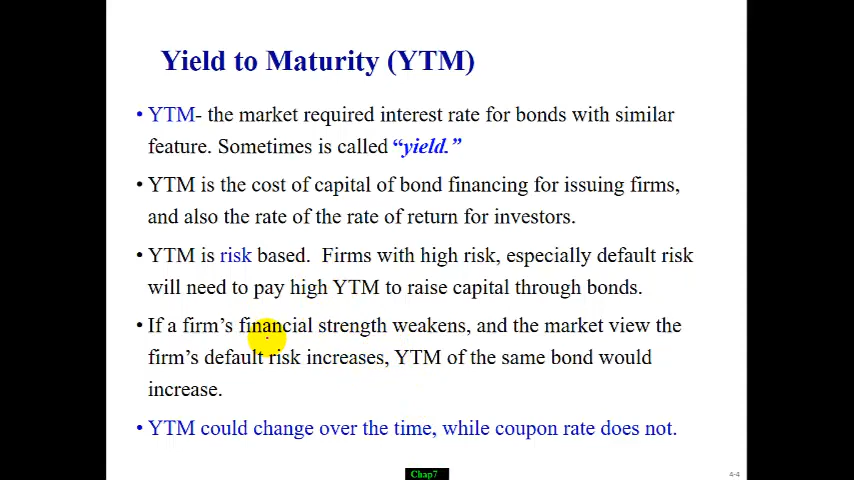 Yield to Maturity (YTM)
• YTM- the market required interest rate for bonds with similar
feature. Sometimes is called “yield.”
• YTM is the cost of capital of bond financing for issuing firms,
and also the rate of the rate of return for investors.
• YTM is risk based.  Firms with high risk, especially default risk
will need to pay high YTM to raise capital through bonds.
• If a firm’s financial strength weakens, and the market view the
firm’s default risk increases, YTM of the same bond would
increase.
• YTM could change over the time, while coupon rate does not.
Chap7
4-4